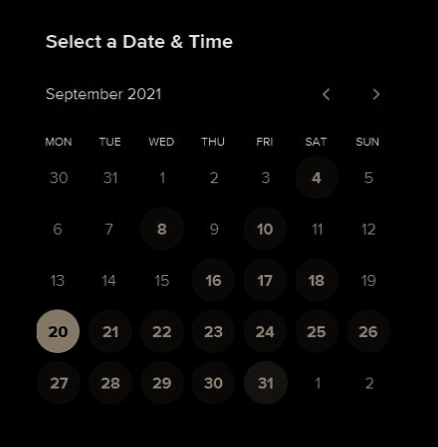 Select a Date & Time
September 2021
MON TUE WED THU FRI SAT SUN
30 31 1 2 3 4 5
6 7 8 9 10 11 12
13 14 15 16 17 18 19
20 21 22 23 24 25 26
27 28 29 30 31 1 2